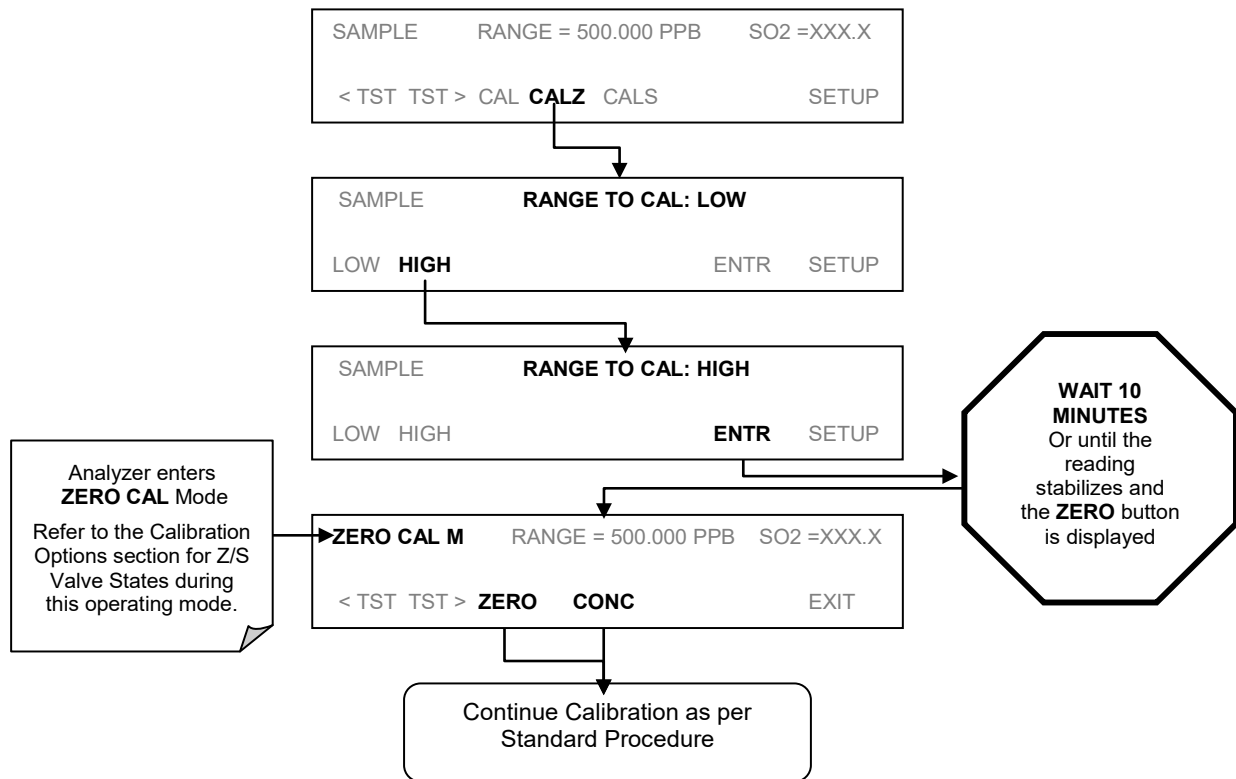 SAMPLE RANGE = 500.000 PPB SO2 =XXX.X
< TST TST > CAL CALZ CALS SETUP
SAMPLE RANGE TO CAL: LOW
LOW HIGH ENTR SETUP
SAMPLE RANGE TO CAL: HIGH
LOW HIGH ENTR SETUP
WAIT 10
MINUTES
Or until the
reading
stabilizes and
the ZERO button
is displayed
Analyzer enters
ZERO CAL Mode
Refer to the Calibration
Options section for Z/S
Valve States during
this operating mode.
ZERO CAL M RANGE = 500.000 PPB SO2 =XXX.X
< TST TST > ZERO CONC EXIT
Continue Calibration as per
Standard Procedure